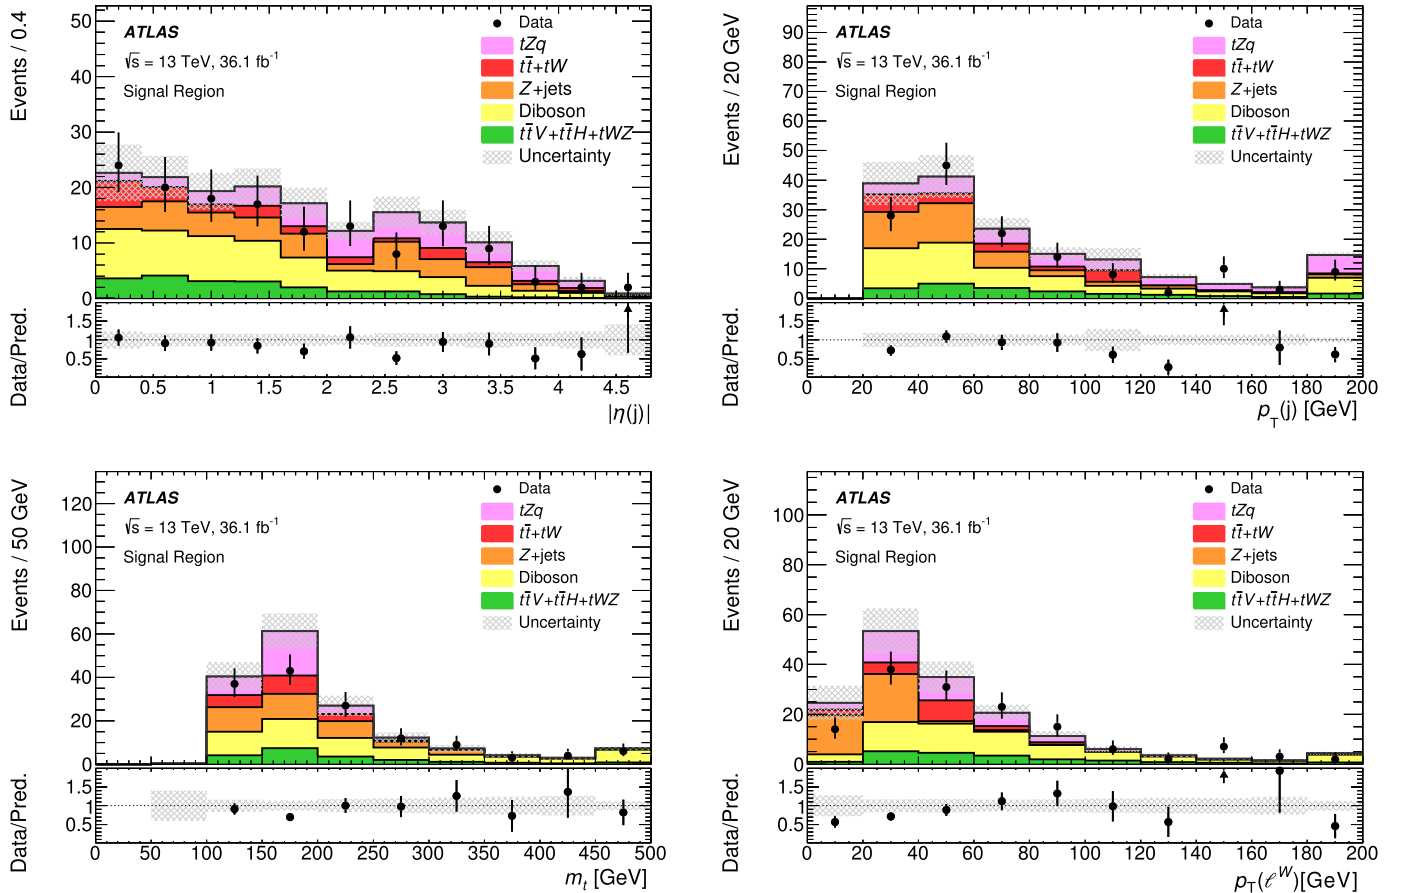 Events / 0.4
50
40
30
20
10
0
ATLAS
√s = 13 TeV, 36.1 fb-1
Signal Region
Data
tZq
tt̄+tW
Z+jets
Diboson
tt̄V+tt̄H+tWZ
Uncertainty
Data/Pred.
1.5
1
0.5
0 0.5 1 1.5 2 2.5 3 3.5 4 4.5
|η(j)|
Events / 20 GeV
90
80
70
60
50
40
30
20
10
0
ATLAS
√s = 13 TeV, 36.1 fb-1
Signal Region
Data
tZq
tt̄+tW
Z+jets
Diboson
tt̄V+tt̄H+tWZ
Uncertainty
Data/Pred.
1.5
1
0.5
0 20 40 60 80 100 120 140 160 180 200
pT(j) [GeV]
Events / 50 GeV
120
100
80
60
40
20
0
ATLAS
√s = 13 TeV, 36.1 fb-1
Signal Region
Data
tZq
tt̄+tW
Z+jets
Diboson
tt̄V+tt̄H+tWZ
Uncertainty
Data/Pred.
1.5
1
0.5
0 50 100 150 200 250 300 350 400 450 500
mt [GeV]
Events / 20 GeV
100
80
60
40
20
0
ATLAS
√s = 13 TeV, 36.1 fb-1
Signal Region
Data
tZq
tt̄+tW
Z+jets
Diboson
tt̄V+tt̄H+tWZ
Uncertainty
Data/Pred.
1.5
1
0.5
0 20 40 60 80 100 120 140 160 180 200
pT(ℓW) [GeV]